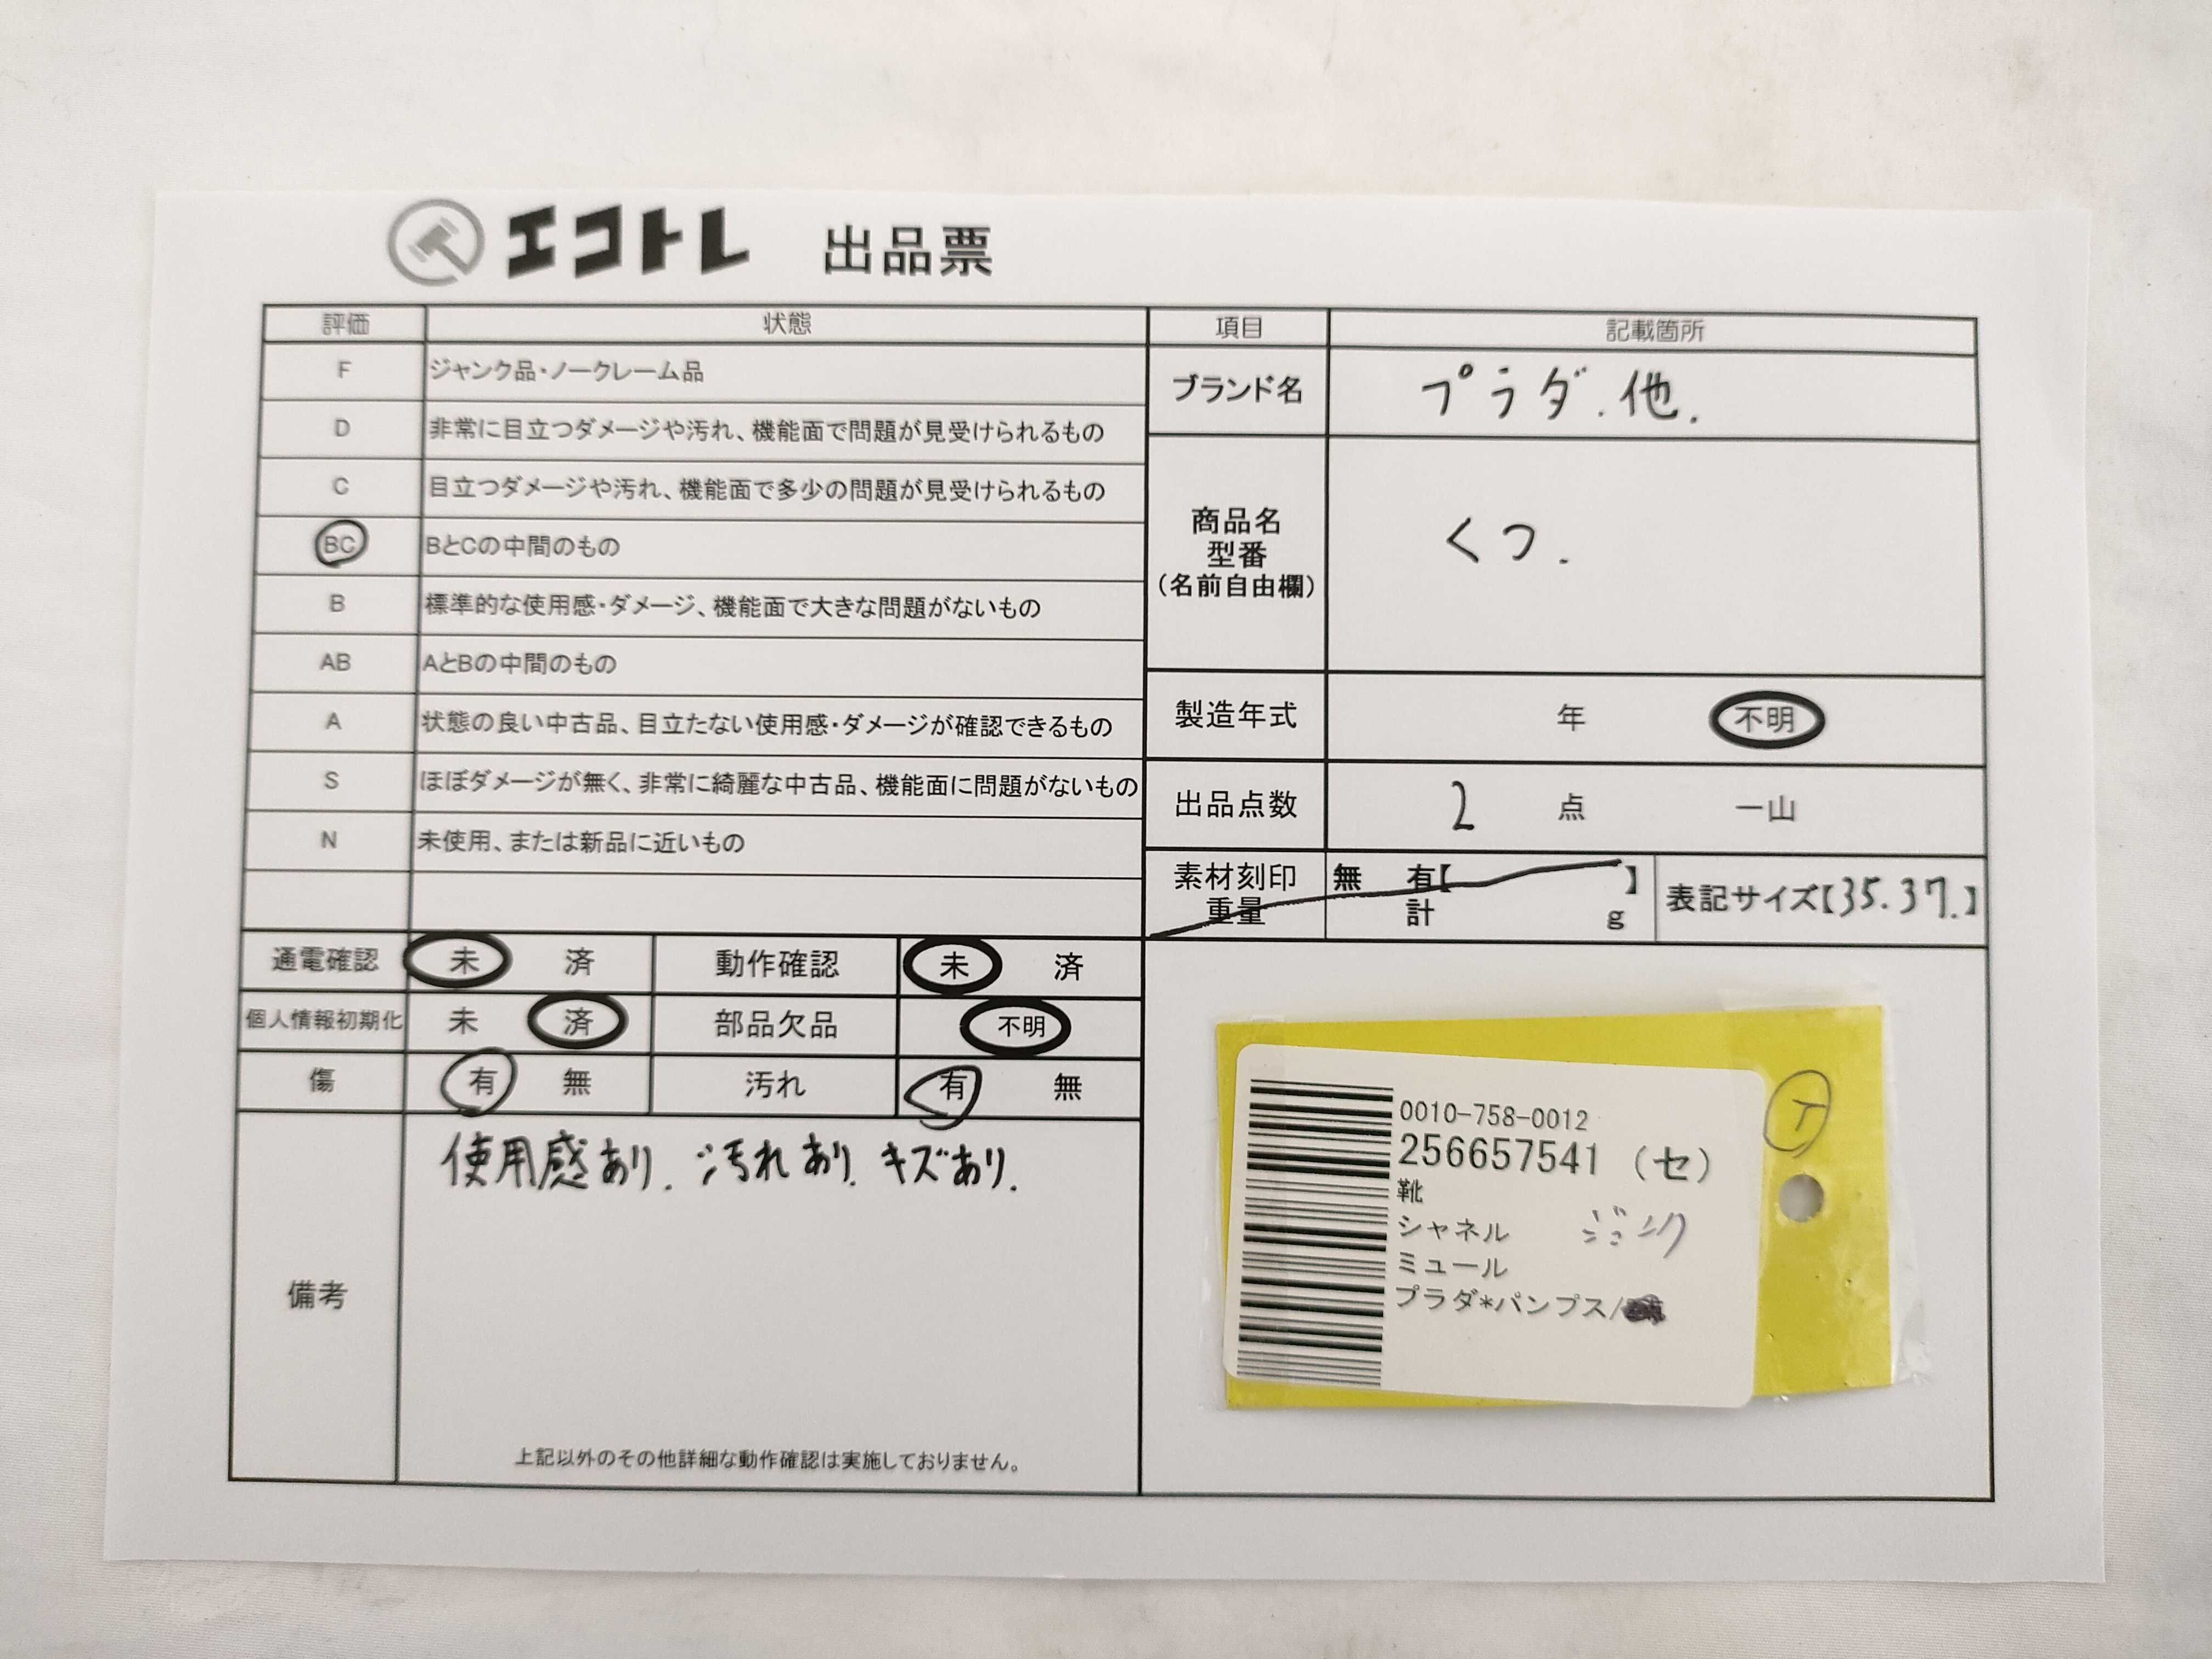 エコトレ 出品票
評価 状態
F ジャンク品・ノークレーム品
D 非常に目立つダメージや汚れ、機能面で問題が見受けられるもの
C 目立つダメージや汚れ、機能面で多少の問題が見受けられるもの
BC BとCの中間のもの
B 標準的な使用感・ダメージ、機能面で大きな問題がないもの
AB AとBの中間のもの
A 状態の良い中古品、目立たない使用感・ダメージが確認できるもの
S ほぼダメージが無く、非常に綺麗な中古品、機能面に問題がないもの
N 未使用、または新品に近いもの
項目 記載箇所
ブランド名 プラダ.他.
商品名
型番
(名前自由欄)
くつ.
製造年式 年 不明
出品点数 2 点 一山
素材刻印 無 有【 】
重量 計 g
表記サイズ【35.37.】
通電確認 未 済 動作確認 未 済
個人情報初期化 未 済 部品欠品 不明
傷 有 無 汚れ 有 無
備考
使用感あり. 汚れあり. キズあり.
上記以外のその他詳細な動作確認は実施しておりません。
0010-758-0012
256657541 (セ)
靴
シャネル
ミュール
プラダ*パンプス/
T